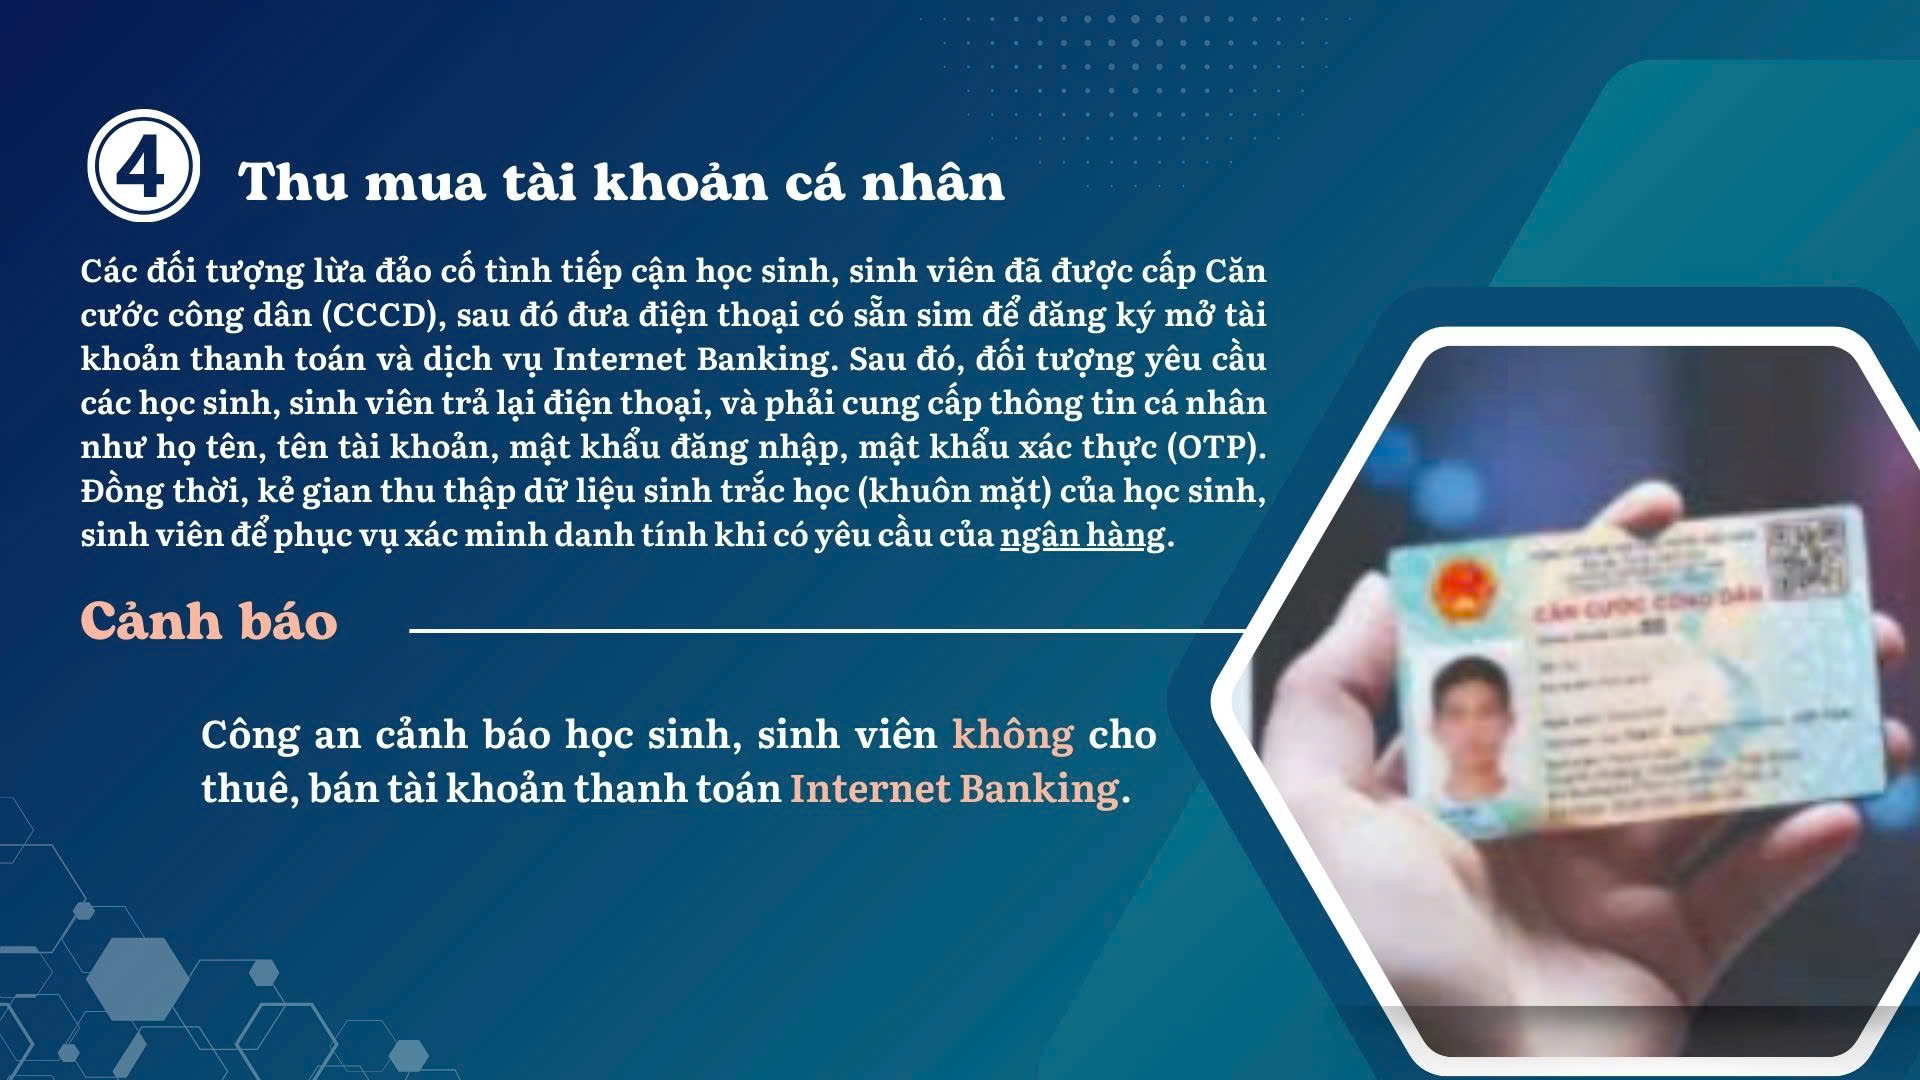 4
Thu mua tài khoản cá nhân
Các đối tượng lừa đảo cố tình tiếp cận học sinh, sinh viên đã được cấp Căn
cước công dân (CCCD), sau đó đưa điện thoại có sẵn sim để đăng ký mở tài
khoản thanh toán và dịch vụ Internet Banking. Sau đó, đối tượng yêu cầu
các học sinh, sinh viên trả lại điện thoại, và phải cung cấp thông tin cá nhân
như họ tên, tên tài khoản, mật khẩu đăng nhập, mật khẩu xác thực (OTP).
Đồng thời, kẻ gian thu thập dữ liệu sinh trắc học (khuôn mặt) của học sinh,
sinh viên để phục vụ xác minh danh tính khi có yêu cầu của ngân hàng.
Cảnh báo
Công an cảnh báo học sinh, sinh viên không cho
thuê, bán tài khoản thanh toán Internet Banking.
CĂN CƯỚC CÔNG DÂN